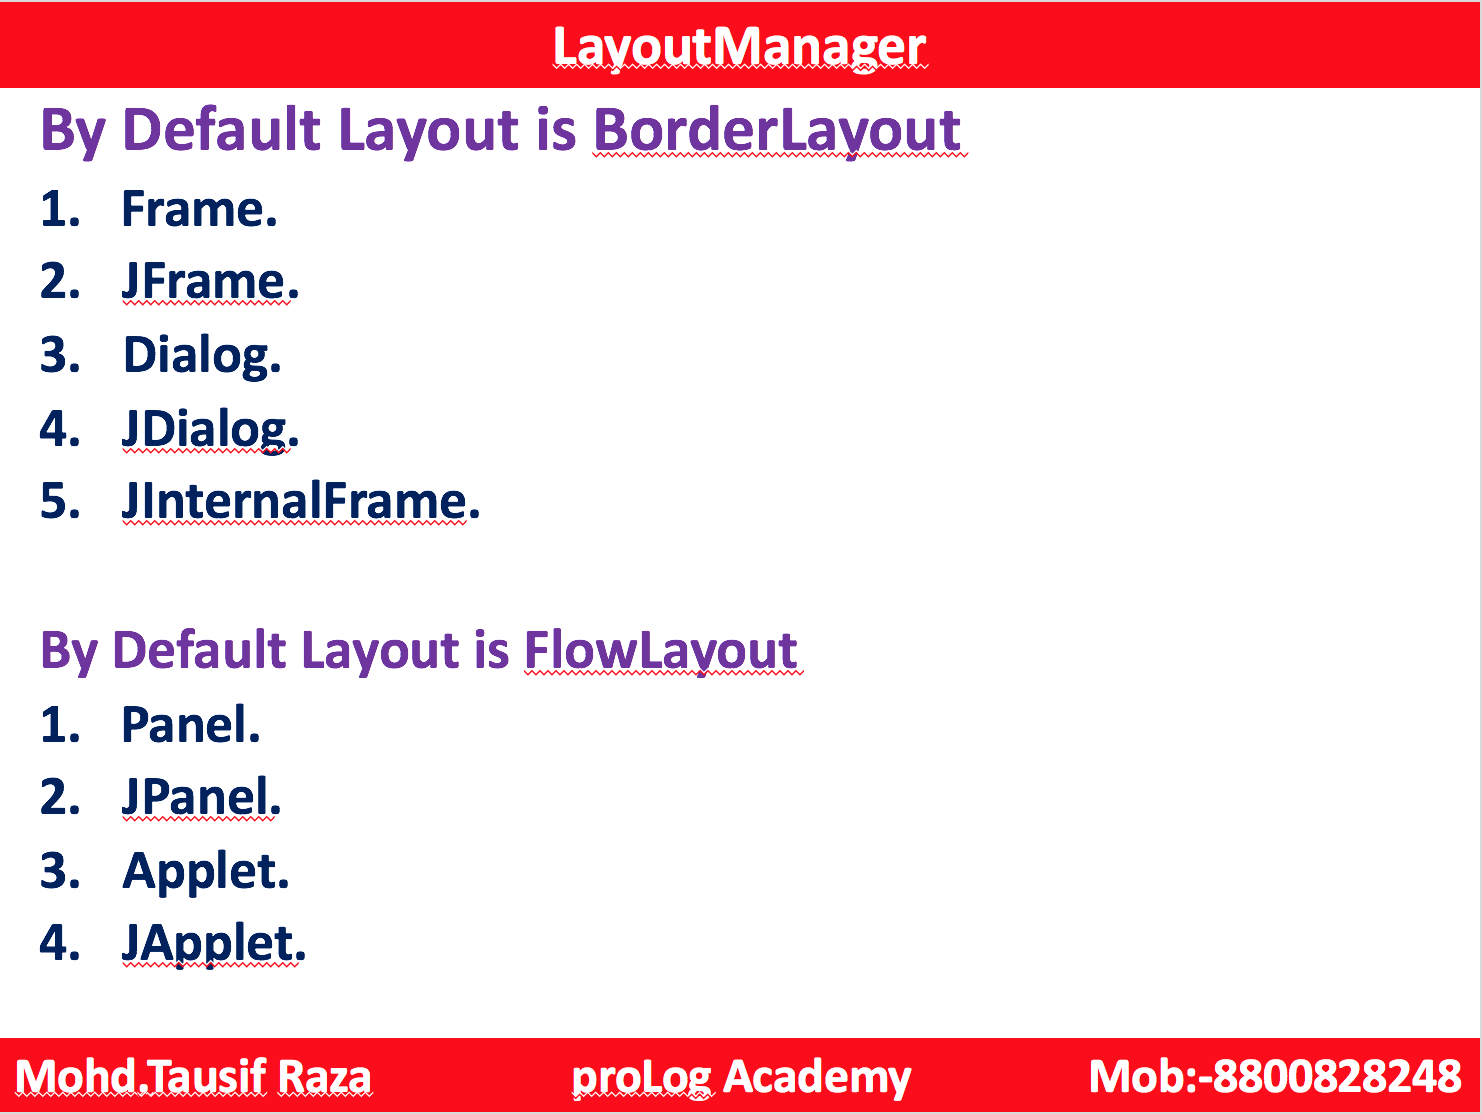 LayoutManager
By Default Layout is BorderLayout
1. Frame.
2. JFrame.
3. Dialog.
4. JDialog.
5. JInternalFrame.
By Default Layout is FlowLayout
1. Panel.
2. JPanel.
3. Applet.
4. JApplet.
Mohd.Tausif Raza proLog Academy Mob:-8800828248